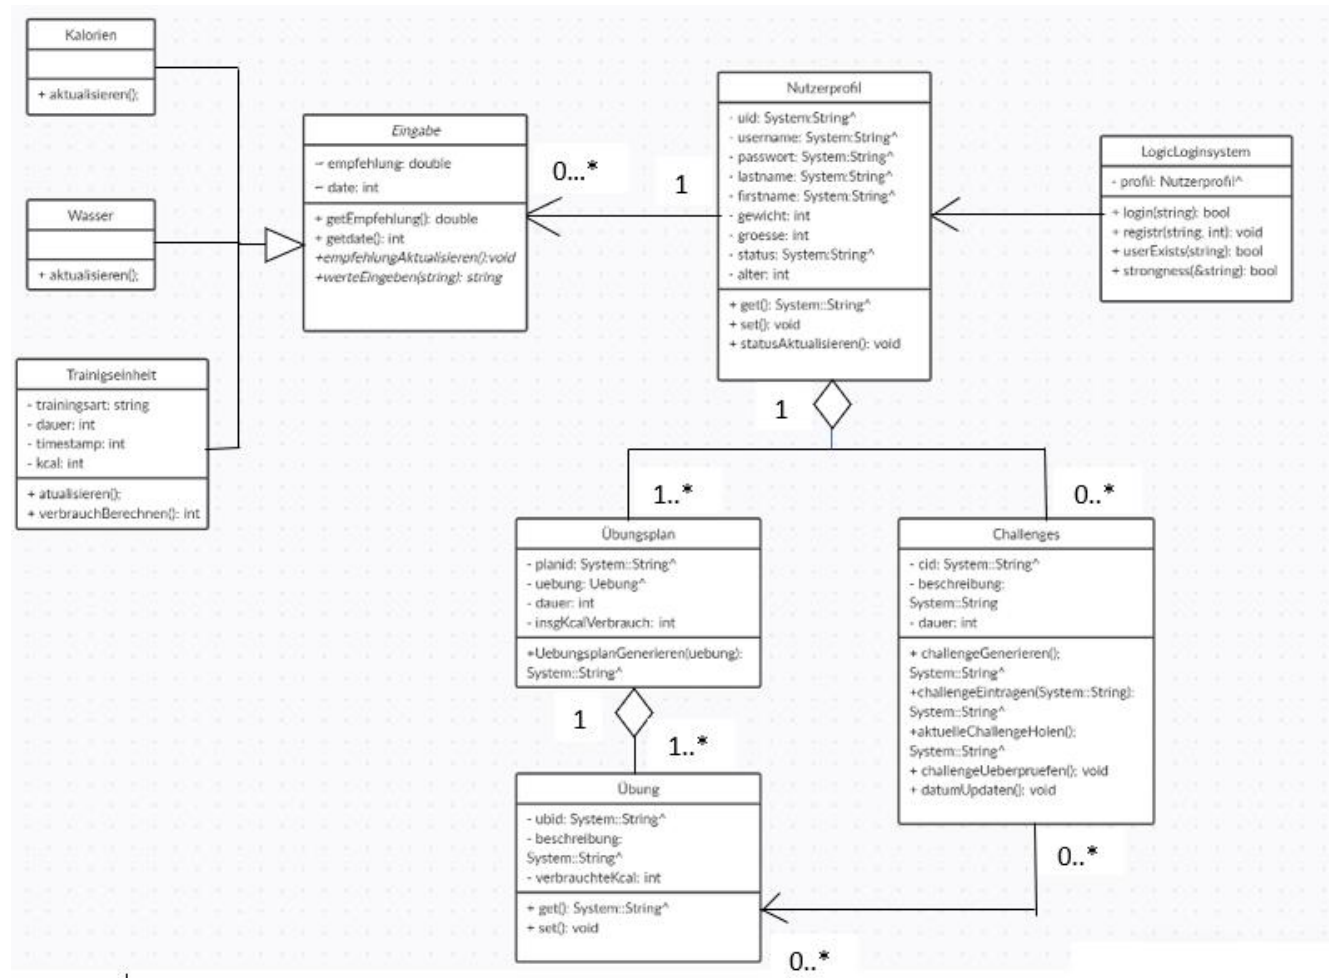 Kalorien
+ aktualisieren();
Wasser
+ aktualisieren();
Trainigseinheit
- trainingsart: string
- dauer: int
- timestamp: int
- kcal: int
+ atualisieren();
+ verbrauchBerechnen(): int
Eingabe
- empfehlung: double
- date: int
+ getEmpfehlung(): double
+ getdate(): int
+empfehlungAktualisieren():void
+werteEingeben(string): string
0...*
1
Nutzerprofil
- uid: System:String^
- username: System:String^
- passwort: System:String^
- lastname: System:String^
- firstname: System:String^
- gewicht: int
- groesse: int
- status: System:String^
- alter: int
+ get(): System::String^
+ set(): void
+ statusAktualisieren(): void
LogicLoginsystem
- profil: Nutzerprofil^
+ login(string): bool
+ registr(string, int): void
+ userExists(string): bool
+ strongness(&string): bool
1
1..*
0..*
Übungsplan
- planid: System::String^
- uebung: Uebung^
- dauer: int
- insgKcalVerbrauch: int
+UebungsplanGenerieren(uebung):
System::String^
1
1..*
Übung
- ubid: System::String^
- beschreibung:
System::String^
- verbrauchteKcal: int
+ get(): System::String^
+ set(): void
Challenges
- cid: System::String^
- beschreibung:
System::String
- dauer: int
+ challengeGenerieren();
System::String^
+challengeEintragen(System::String):
System::String^
+aktuelleChallengeHolen();
System::String^
+ challengeUeberpruefen(); void
+ datumUpdaten(): void
0..*
0..*